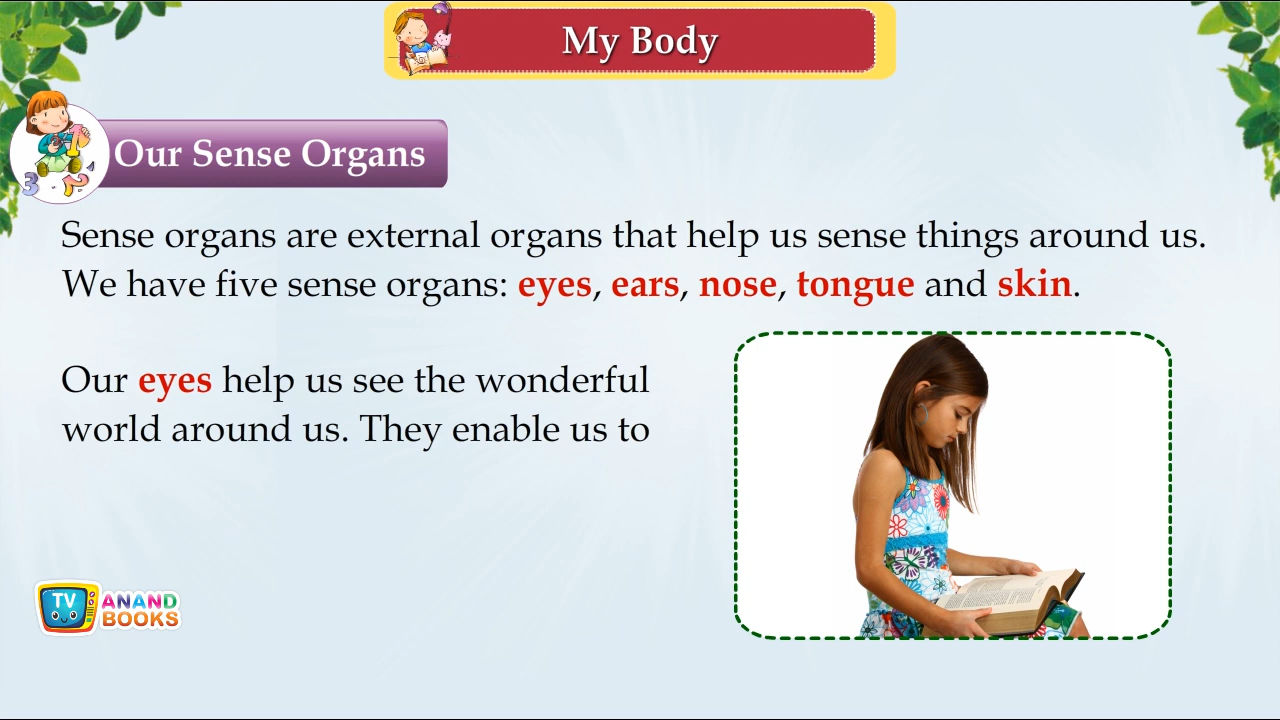 My Body
Our Sense Organs
Sense organs are external organs that help us sense things around us.
We have five sense organs: eyes, ears, nose, tongue and skin.
Our eyes help us see the wonderful
world around us. They enable us to
TV
ANAND
BOOKS